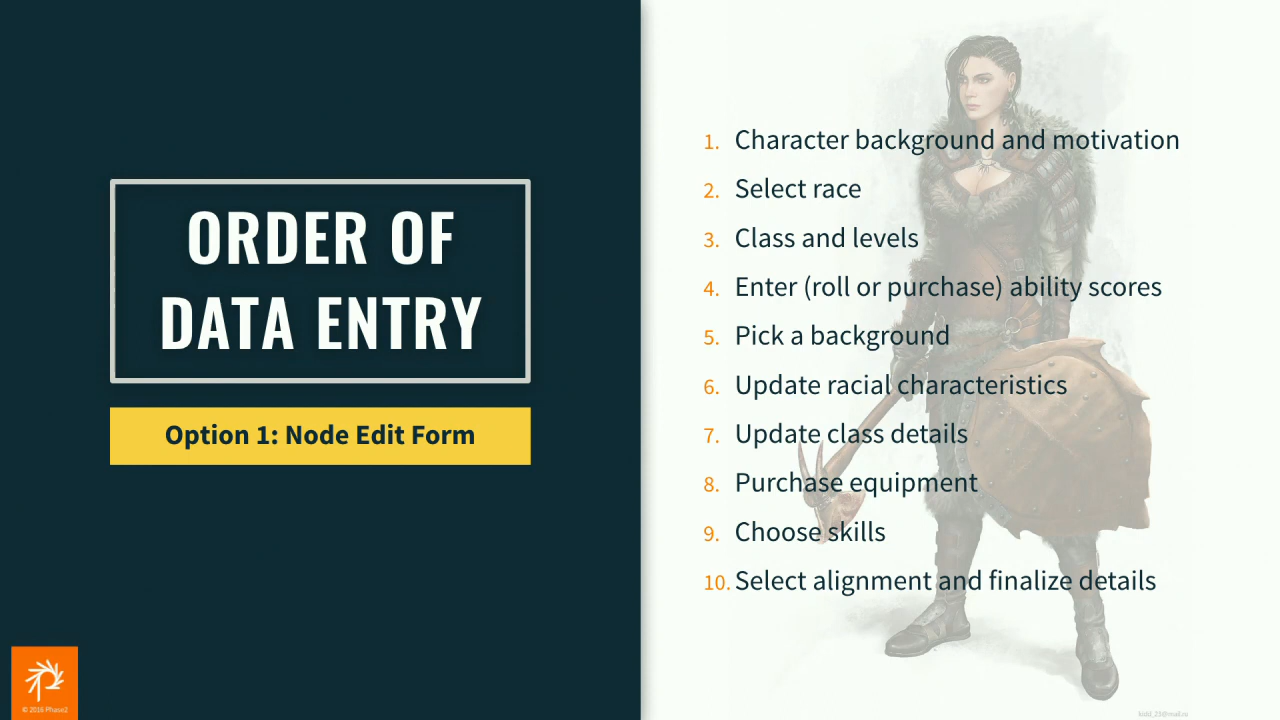 ORDER OF
DATA ENTRY
Option 1: Node Edit Form
1. Character background and motivation
2. Select race
3. Class and levels
4. Enter (roll or purchase) ability scores
5. Pick a background
6. Update racial characteristics
7. Update class details
8. Purchase equipment
9. Choose skills
10. Select alignment and finalize details
© 2016 Phase2